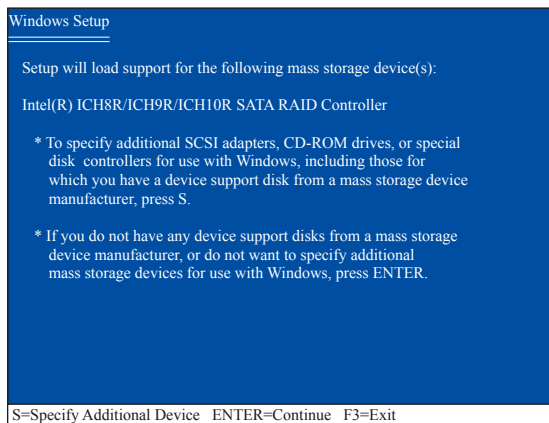 Windows Setup
Setup will load support for the following mass storage device(s):
Intel(R) ICH8R/ICH9R/ICH10R SATA RAID Controller
* To specify additional SCSI adapters, CD-ROM drives, or special
disk controllers for use with Windows, including those for
which you have a device support disk from a mass storage device
manufacturer, press S.
* If you do not have any device support disks from a mass storage
device manufacturer, or do not want to specify additional
mass storage devices for use with Windows, press ENTER.
S=Specify Additional Device ENTER=Continue F3=Exit